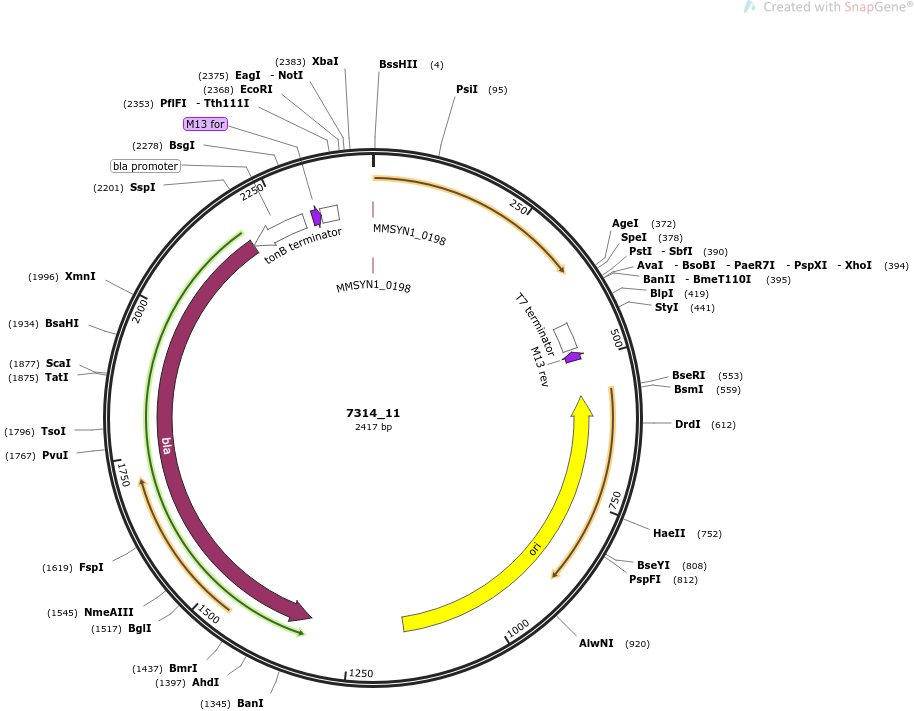 Created with SnapGene®
(2383) XbaI
BssHII (4)
(2375) EagI - NotI
(2368) EcoRI
PsiI (95)
(2353) PflFI - Tth111I
M13 for
(2278) BsgI
bla promoter
(2201) SspI
2250
250
tonB terminator
MMSYN1_0198
AgeI (372)
SpeI (378)
PstI - SbfI (390)
AvaI - BsoBI - PaeR7I - PspXI - XhoI (394)
(1996) XmnI
BanII - BmeT110I (395)
MMSYN1_0198
BlpI (419)
StyI (441)
2000
T7 terminator
(1934) BsaHI
500
M13 rev
(1877) ScaI
(1875) TatI
BseRI (553)
BsmI (559)
7314_11
2417 bp
DrdI (612)
(1796) TsoI
bla
(1767) PvuI
1750
750
HaeII (752)
ori
(1619) FspI
BseYI (808)
PspFI (812)
(1545) NmeAIII
1500
(1517) BglI
1000
AlwNI (920)
(1437) BmrI
1250
(1397) AhdI
(1345) BanI